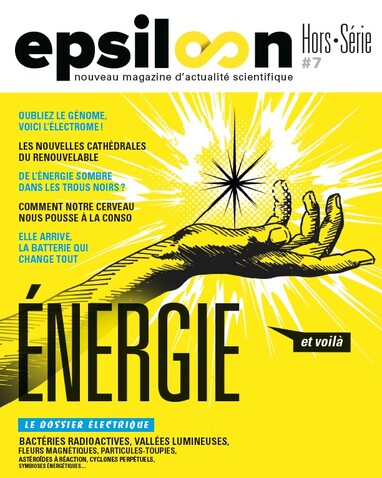 epsiloon
Hors•Série
#7
nouveau magazine d'actualité scientifique
OUBLIEZ LE GÉNOME,
VOICI L'ÉLECTROME !
LES NOUVELLES CATHÉDRALES
DU RENOUVELABLE
DE L'ÉNERGIE SOMBRE
DANS LES TROUS NOIRS ?
COMMENT NOTRE CERVEAU
NOUS POUSSE À LA CONSO
ELLE ARRIVE,
LA BATTERIE QUI
CHANGE TOUT
ÉNERGIE
et voilà
LE DOSSIER ÉLECTRIQUE
BACTÉRIES RADIOACTIVES, VALLÉES LUMINEUSES,
FLEURS MAGNÉTIQUES, PARTICULES-TOUPIES,
ASTÉROÏDES À RÉACTION, CYCLONES PERPÉTUELS,
SYMBIOSES ÉNERGÉTIQUES...